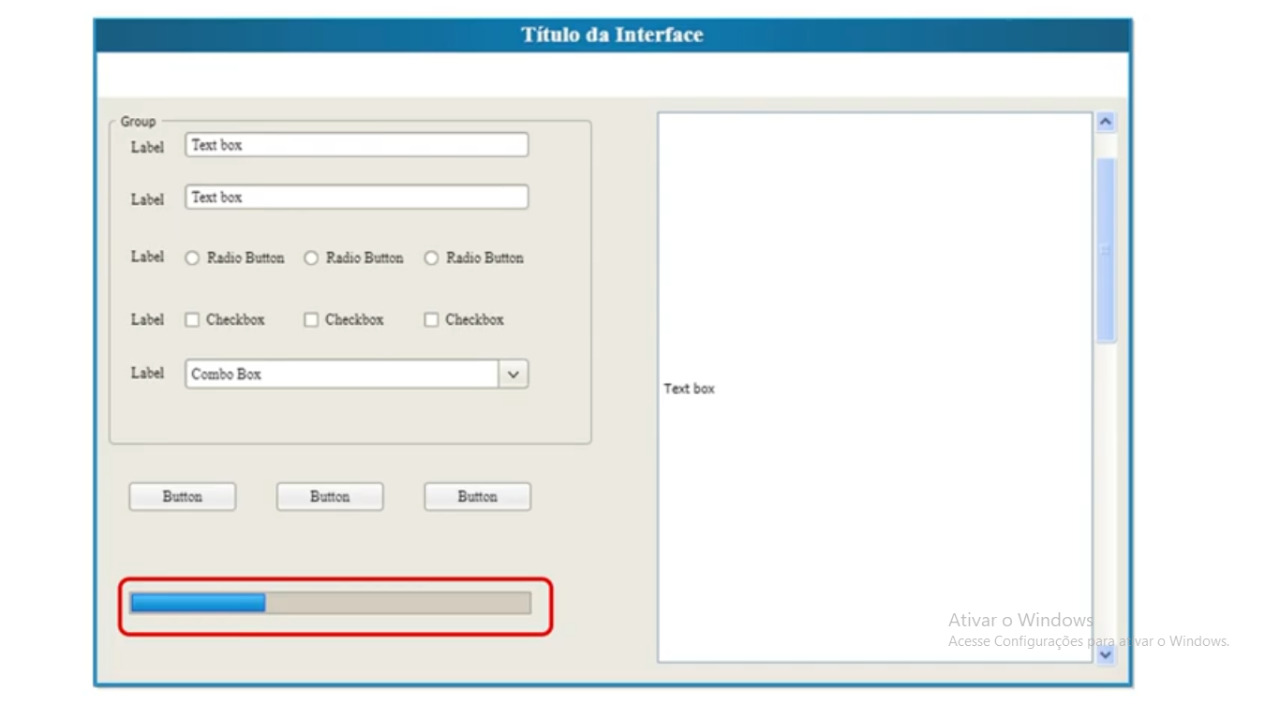 Título da Interface
Group
Label Text box
Label Text box
Label Radio Button Radio Button Radio Button
Label Checkbox Checkbox Checkbox
Label Combo Box
Button Button Button
Text box
Ativar o Windows
Acesse Configurações para ativar o Windows.